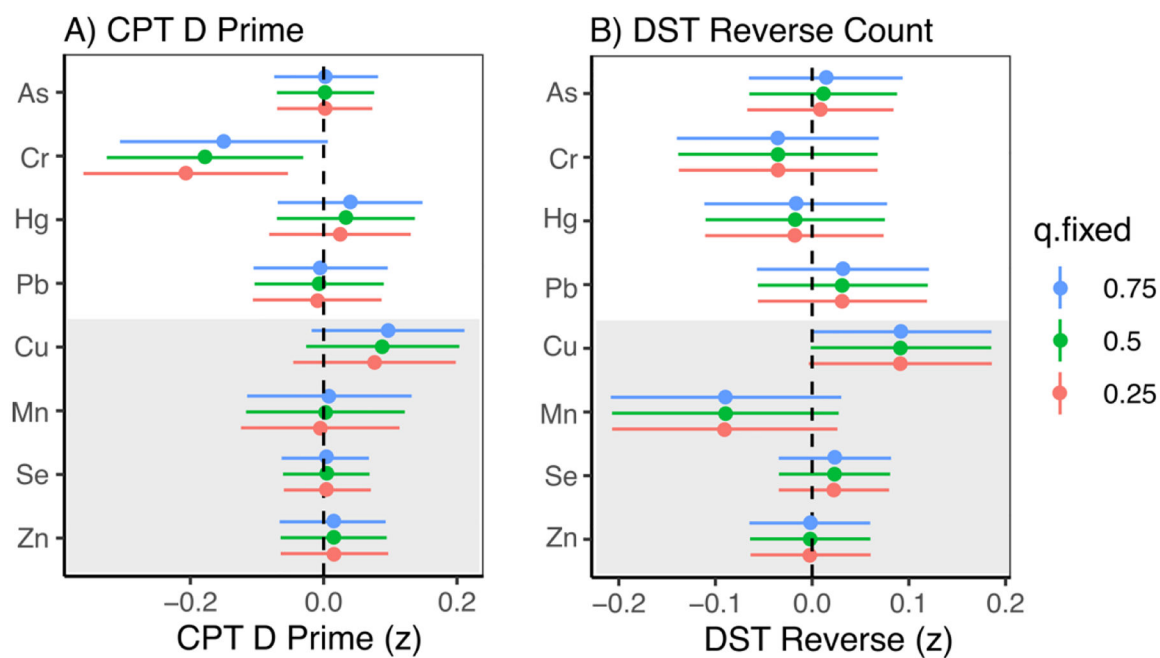 A) CPT D Prime
As
Cr
Hg
Pb
Cu
Mn
Se
Zn
−0.2 0.0 0.2
CPT D Prime (z)
B) DST Reverse Count
As
Cr
Hg
Pb
Cu
Mn
Se
Zn
−0.2 −0.1 0.0 0.1 0.2
DST Reverse (z)
q.fixed
0.75
0.5
0.25